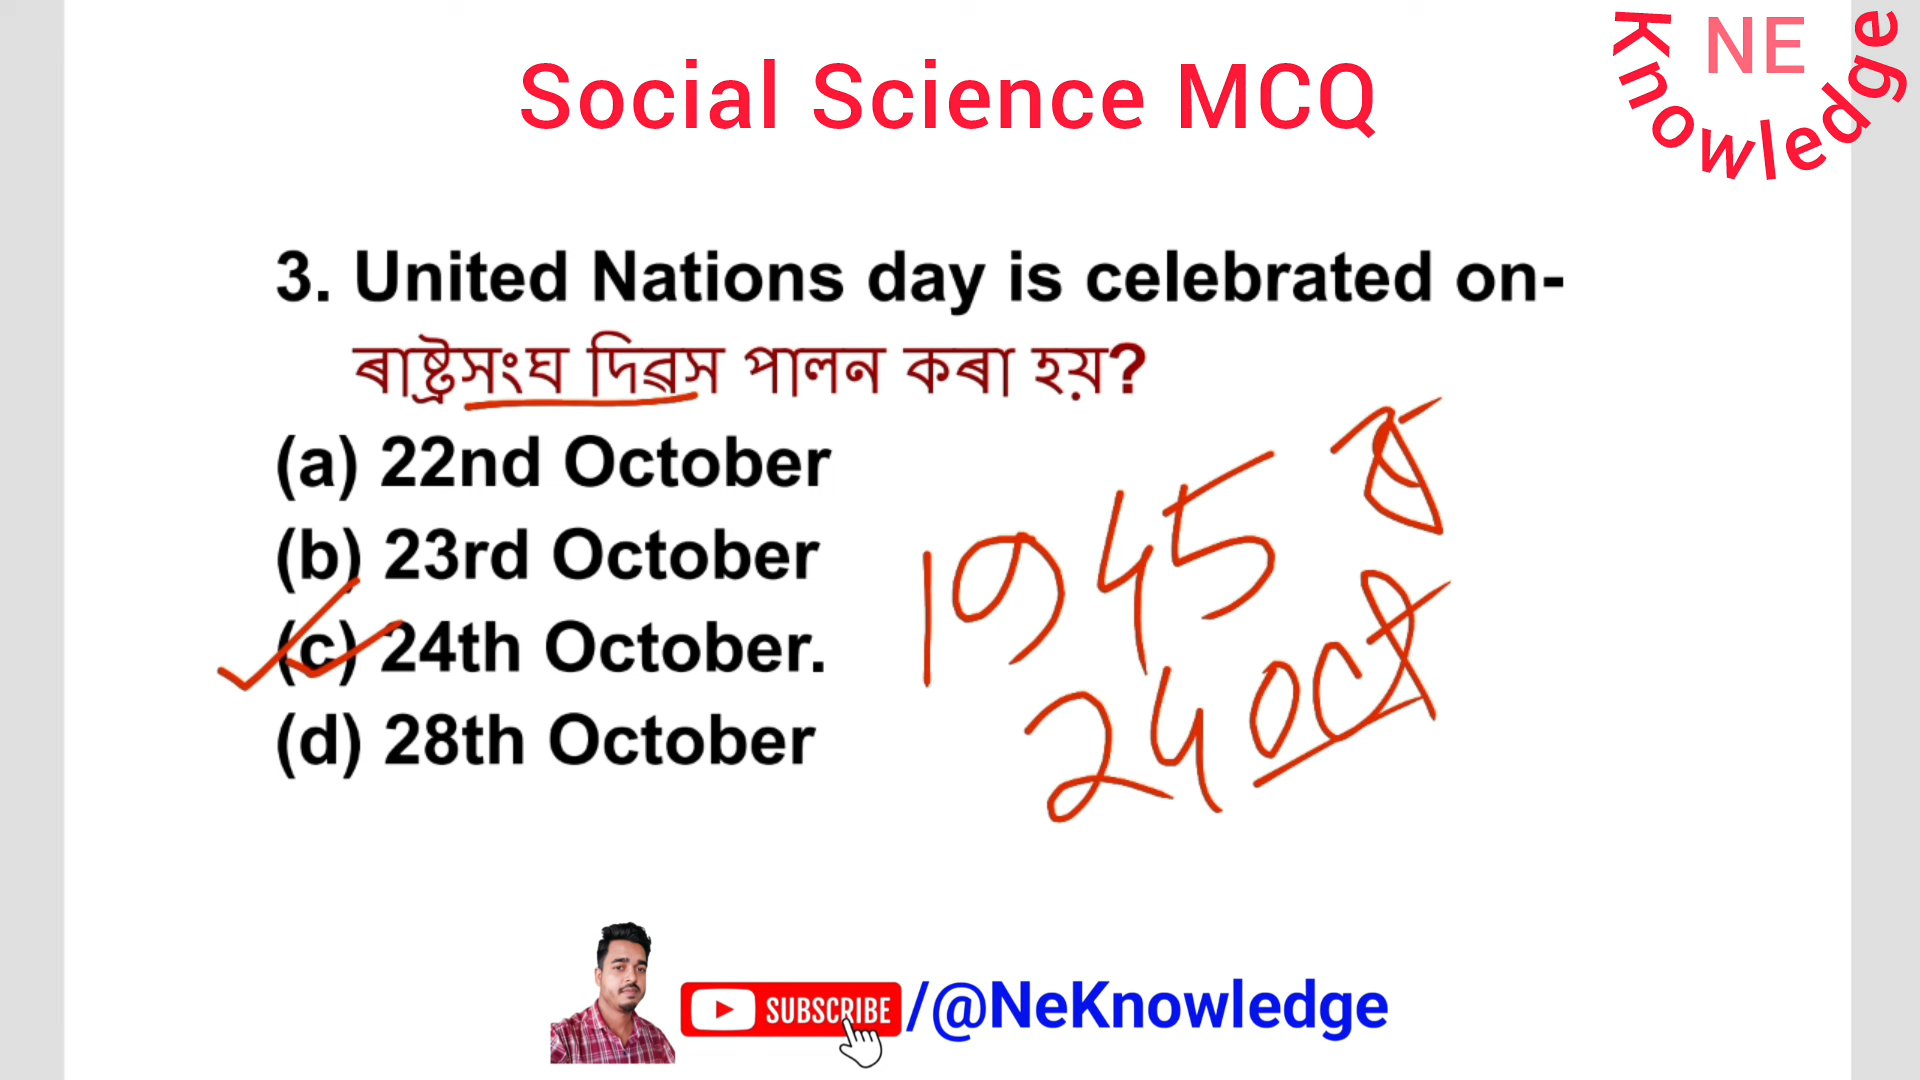 Social Science MCQ
NE
Knowledge
3. United Nations day is celebrated on-
ৰাষ্ট্ৰসংঘ দিৱস পালন কৰা হয়?
(a) 22nd October
(b) 23rd October
(c) 24th October.
(d) 28th October
1945 ৰ
24 oct
SUBSCRIBE /@NeKnowledge